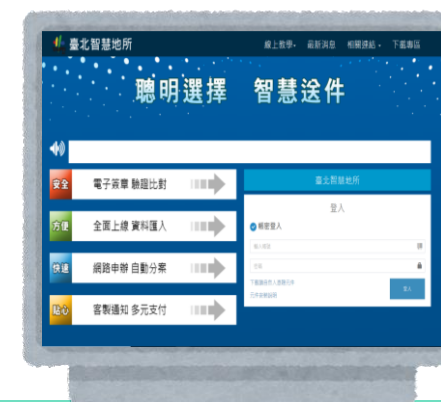 臺北智慧地所
線上教學 最新消息 相關連結 下載專區
聰明選擇 智慧送件
安全 電子簽章 驗證比對
方便 全面上線 資料匯入
快速 網路申辦 自動分案
貼心 客製通知 多元支付
臺北智慧地所
登入
帳密登入
登入